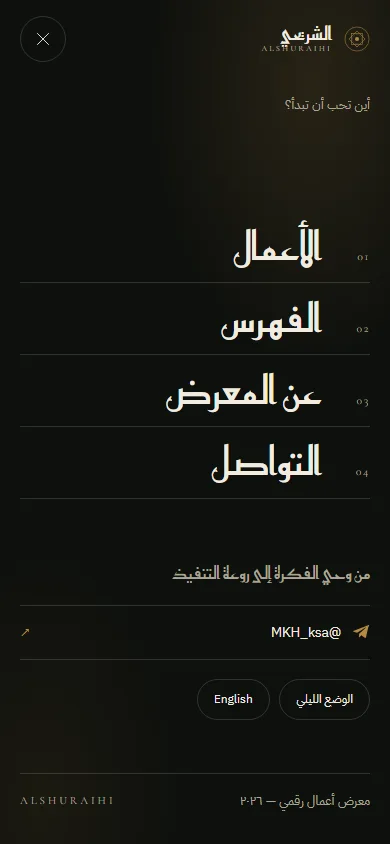 الشريحي
ALSHURAIHI
أين تحب أن تبدأ؟
01 الأعمال
02 الفهرس
03 عن المعرض
04 التواصل
من وحي الفكرة إلى روعة التنفيذ
@MKH_ksa ↗
الوضع الليلي English
معرض أعمال رقمي — ٢٠٢٦ ALSHURAIHI